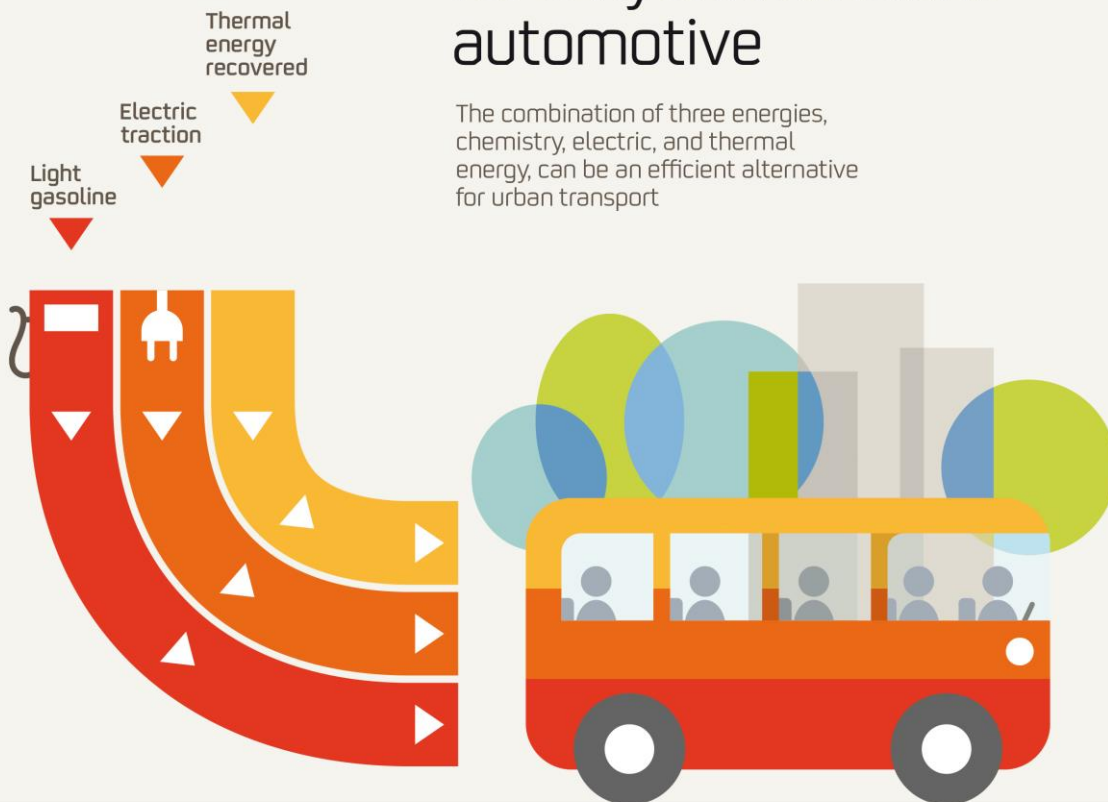 automotive
The combination of three energies,
chemistry, electric, and thermal
energy, can be an efficient alternative
for urban transport
Thermal
energy
recovered
Electric
traction
Light
gasoline